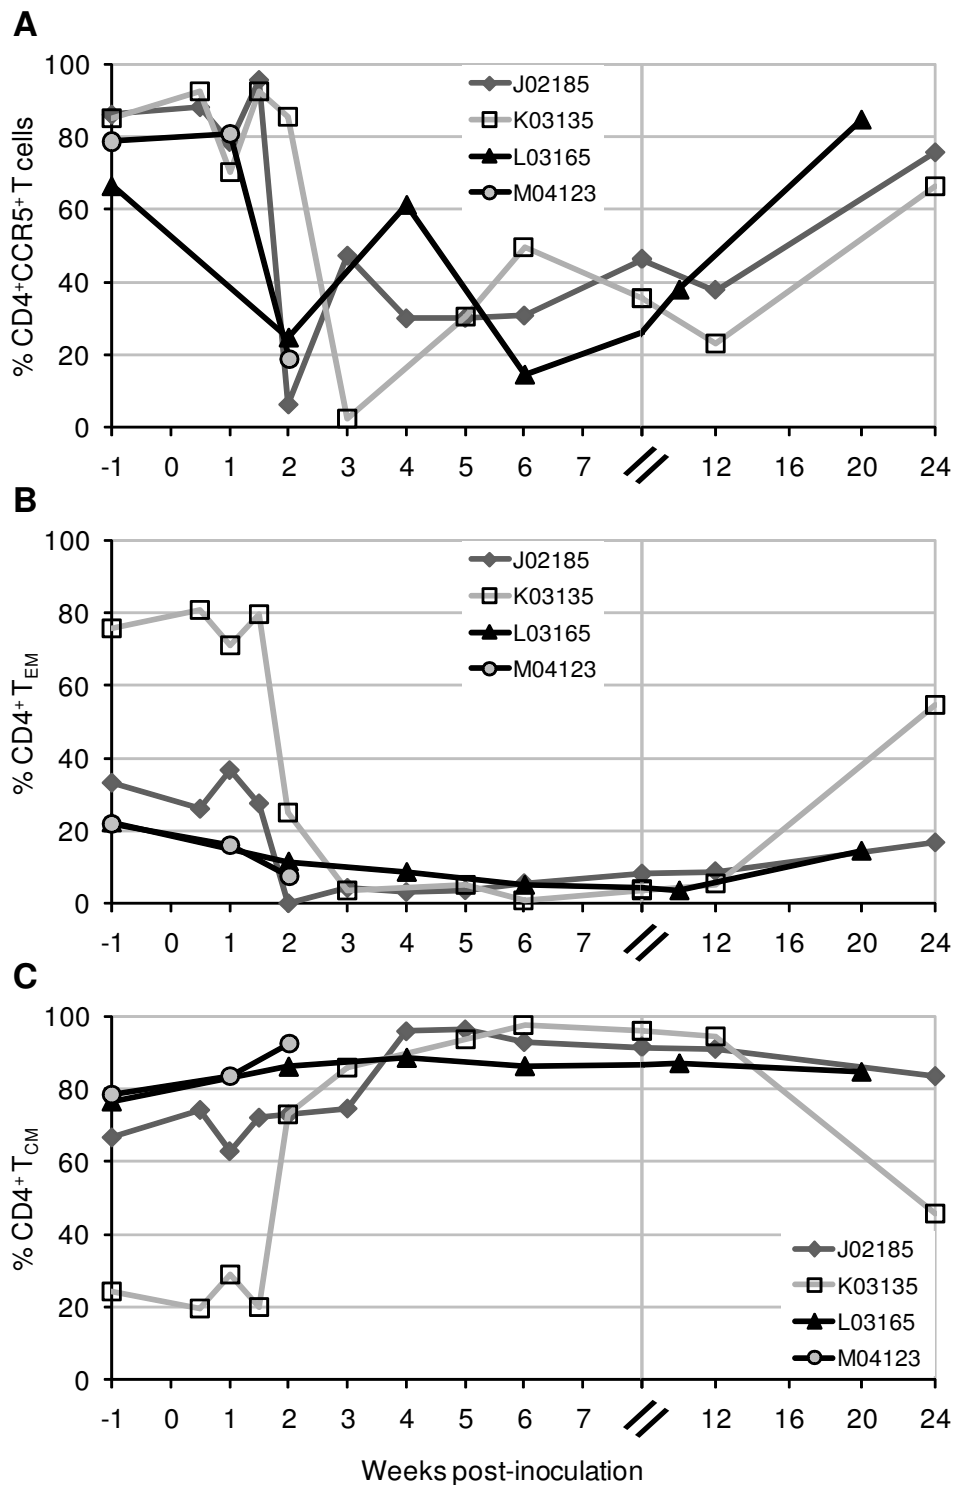 A
% CD4⁺CCR5⁺ T cells
100
80
60
40
20
0
J02185
K03135
L03165
M04123
-1 0 1 2 3 4 5 6 7 // 12 16 20 24
B
% CD4⁺ T_EM
100
80
60
40
20
0
J02185
K03135
L03165
M04123
-1 0 1 2 3 4 5 6 7 // 12 16 20 24
C
% CD4⁺ T_CM
100
80
60
40
20
0
J02185
K03135
L03165
M04123
-1 0 1 2 3 4 5 6 7 // 12 16 20 24
Weeks post-inoculation